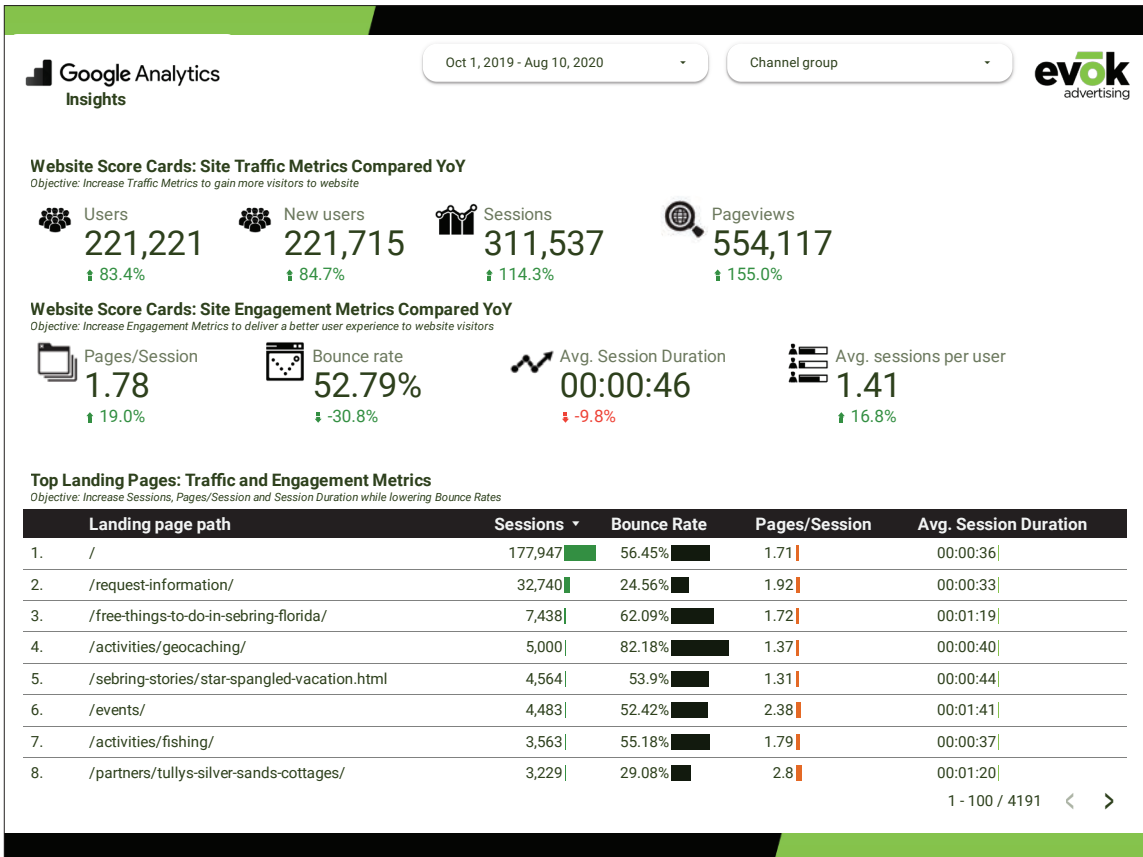 Google Analytics
Insights
Oct 1, 2019 - Aug 10, 2020
Channel group
evōk
advertising
Website Score Cards: Site Traffic Metrics Compared YoY
Objective: Increase Traffic Metrics to gain more visitors to website
Users New users Sessions Pageviews
221,221 221,715 311,537 554,117
83.4% 84.7% 114.3% 155.0%
Website Score Cards: Site Engagement Metrics Compared YoY
Objective: Increase Engagement Metrics to deliver a better user experience to website visitors
Pages/Session Bounce rate Avg. Session Duration Avg. sessions per user
1.78 52.79% 00:00:46 1.41
19.0% -30.8% -9.8% 16.8%
Top Landing Pages: Traffic and Engagement Metrics
Objective: Increase Sessions, Pages/Session and Session Duration while lowering Bounce Rates
Landing page path Sessions Bounce Rate Pages/Session Avg. Session Duration
1. / 177,947 56.45% 1.71 00:00:36
2. /request-information/ 32,740 24.56% 1.92 00:00:33
3. /free-things-to-do-in-sebring-florida/ 7,438 62.09% 1.72 00:01:19
4. /activities/geocaching/ 5,000 82.18% 1.37 00:00:40
5. /sebring-stories/star-spangled-vacation.html 4,564 53.9% 1.31 00:00:44
6. /events/ 4,483 52.42% 2.38 00:01:41
7. /activities/fishing/ 3,563 55.18% 1.79 00:00:37
8. /partners/tullys-silver-sands-cottages/ 3,229 29.08% 2.8 00:01:20
1 - 100 / 4191